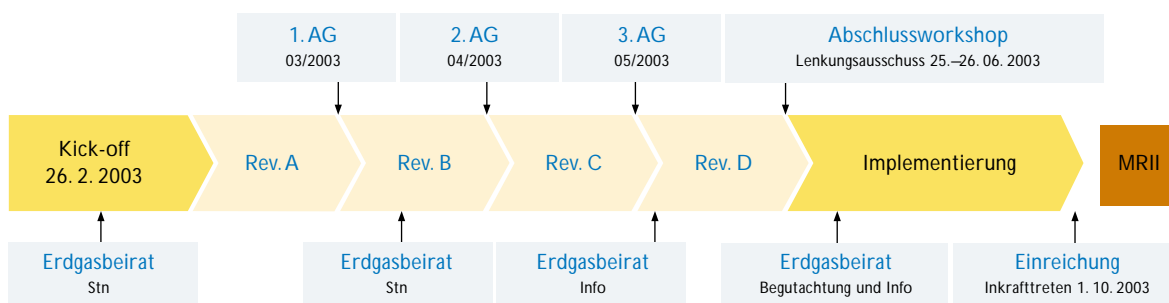 1. AG
03/2003
2. AG
04/2003
3. AG
05/2003
Abschlussworkshop
Lenkungsausschuss 25.–26. 06. 2003
Kick-off
26. 2. 2003
Rev. A
Rev. B
Rev. C
Rev. D
Implementierung
MRII
Erdgasbeirat
Stn
Erdgasbeirat
Stn
Erdgasbeirat
Info
Erdgasbeirat
Begutachtung und Info
Einreichung
Inkrafttreten 1. 10. 2003